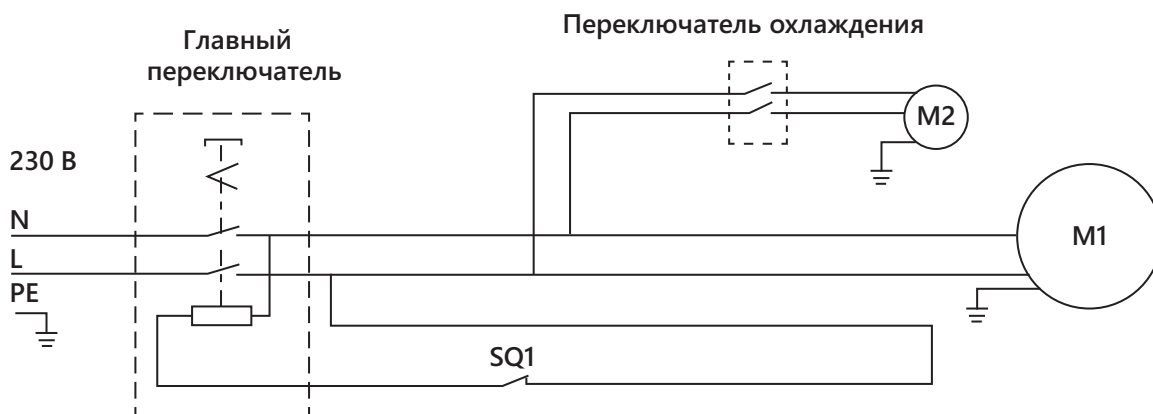 Главный
переключатель
Переключатель охлаждения
M2
230 В
N
L
PE
M1
SQ1